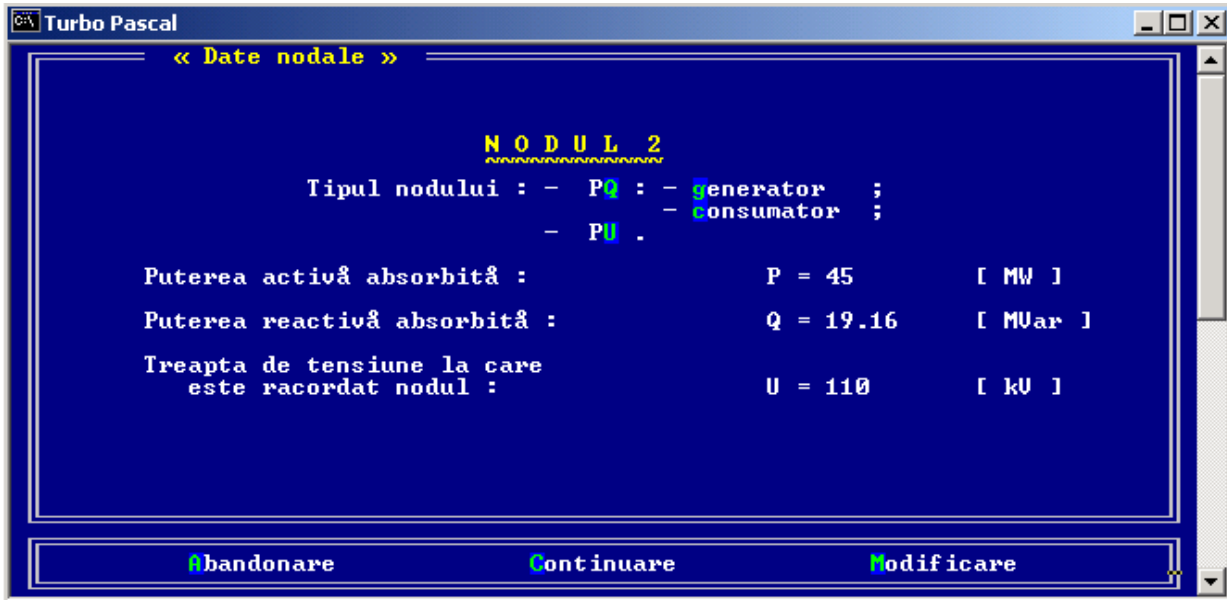 Turbo Pascal
« Date nodale »
N O D U L 2
Tipul nodului : - PQ : - generator ;
- consumator ;
- PU .
Puterea activå absorbitå : P = 45 [ MW ]
Puterea reactivå absorbitå : Q = 19.16 [ MVar ]
Treapta de tensiune la care
este racordat nodul : U = 110 [ kV ]
Abandonare Continuare Modificare